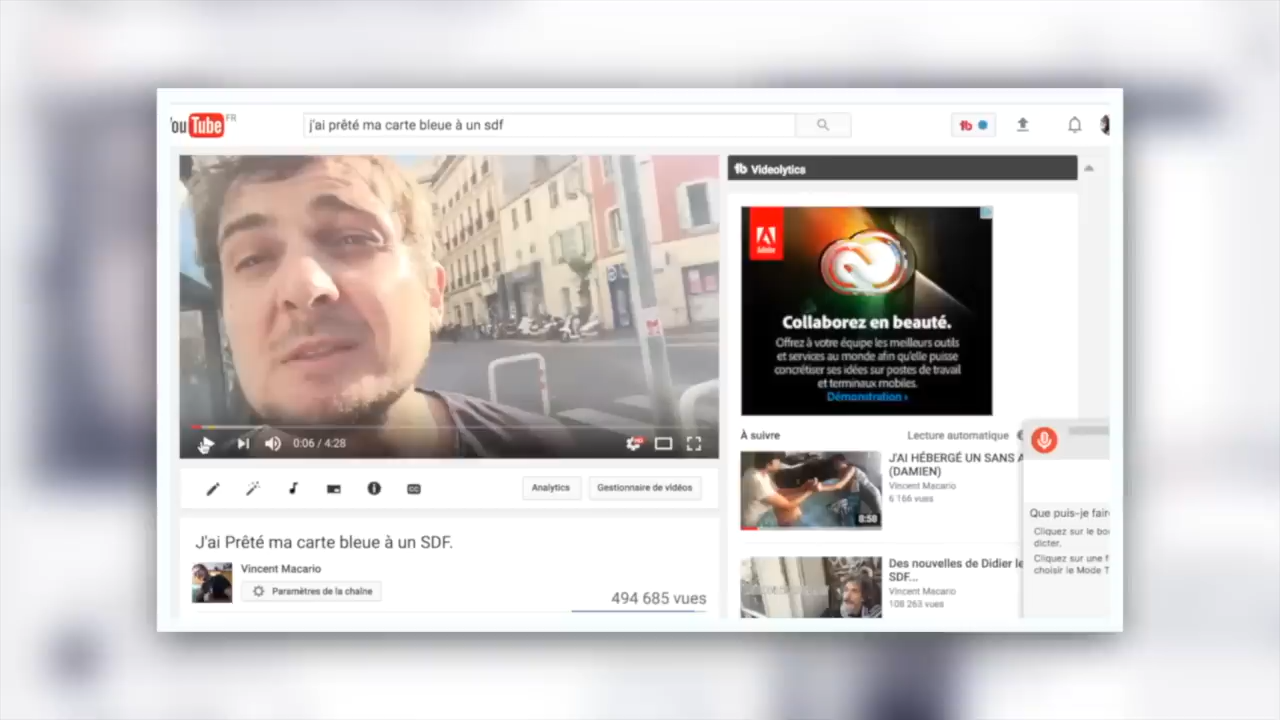 YouTube FR
j'ai prêté ma carte bleue à un sdf
Videolytics
Adobe
Collaborez en beauté.
Offrez à votre équipe les meilleurs outils
et services au monde afin qu'elle puisse
concrétiser ses idées sur postes de travail
et terminaux mobiles.
Démonstration ›
0:06 / 4:28
Analytics
Gestionnaire de vidéos
J'ai Prêté ma carte bleue à un SDF.
Vincent Macario
Paramètres de la chaîne
494 685 vues
À suivre
Lecture automatique
J'AI HÉBERGÉ UN SANS A
(DAMIEN)
Vincent Macario
6 166 vues
8:58
Des nouvelles de Didier le
SDF...
Vincent Macario
108 263 vues
Que puis-je fair
Cliquez sur le bo
dicter.
Cliquez sur une f
choisir le Mode T